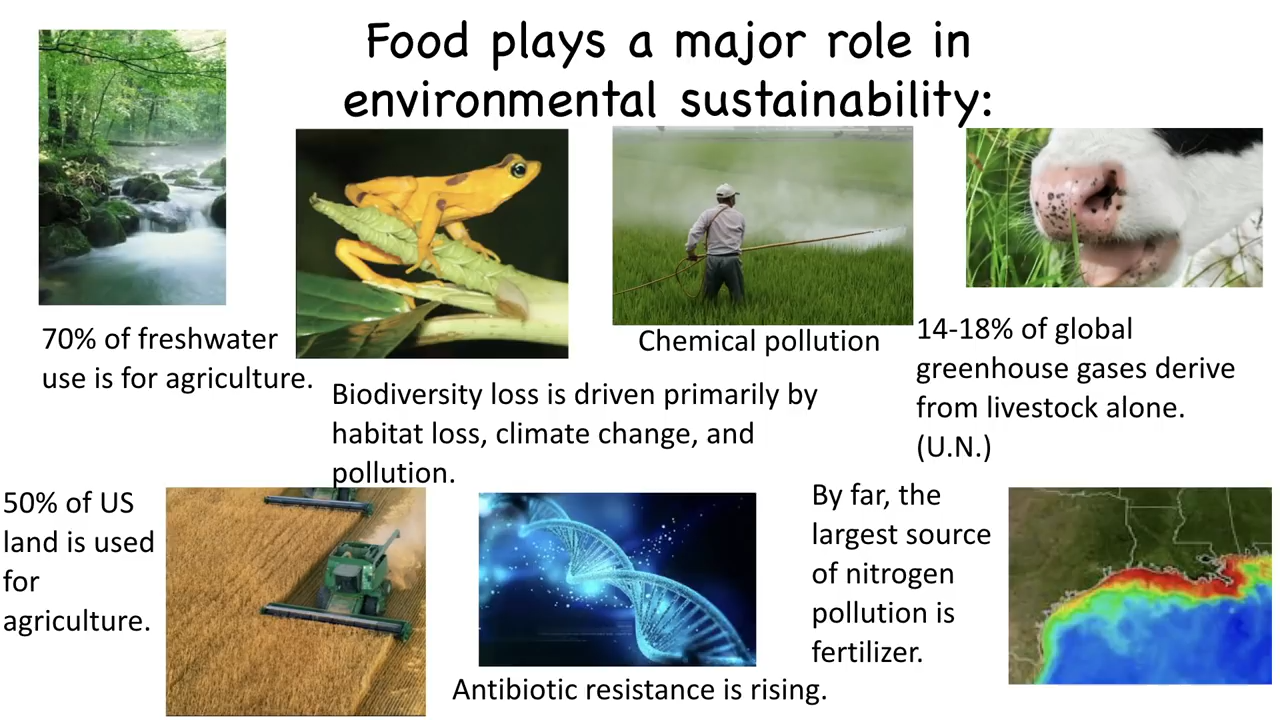 Food plays a major role in
environmental sustainability:
70% of freshwater
use is for agriculture.
Biodiversity loss is driven primarily by
habitat loss, climate change, and
pollution.
Chemical pollution
14-18% of global
greenhouse gases derive
from livestock alone.
(U.N.)
50% of US
land is used
for
agriculture.
Antibiotic resistance is rising.
By far, the
largest source
of nitrogen
pollution is
fertilizer.